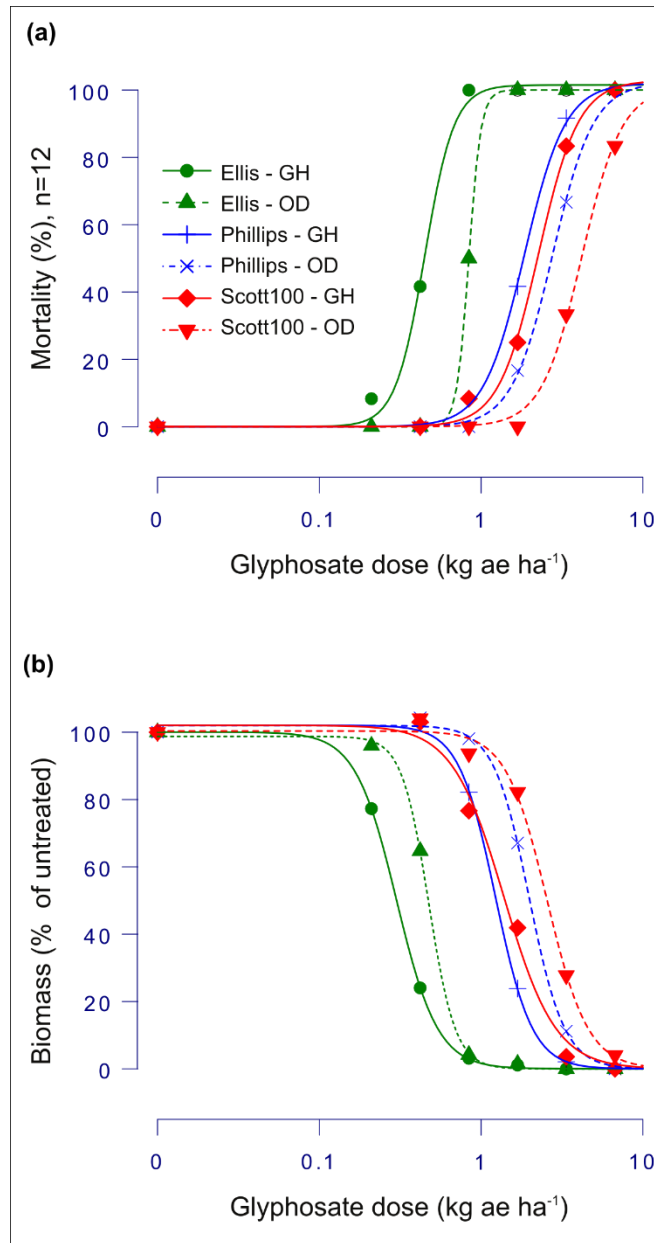 (a)
100
80
60
40
20
0
Mortality (%), n=12
Ellis - GH
Ellis - OD
Phillips - GH
Phillips - OD
Scott100 - GH
Scott100 - OD
0 0.1 1 10
Glyphosate dose (kg ae ha⁻¹)
(b)
100
80
60
40
20
0
Biomass (% of untreated)
0 0.1 1 10
Glyphosate dose (kg ae ha⁻¹)